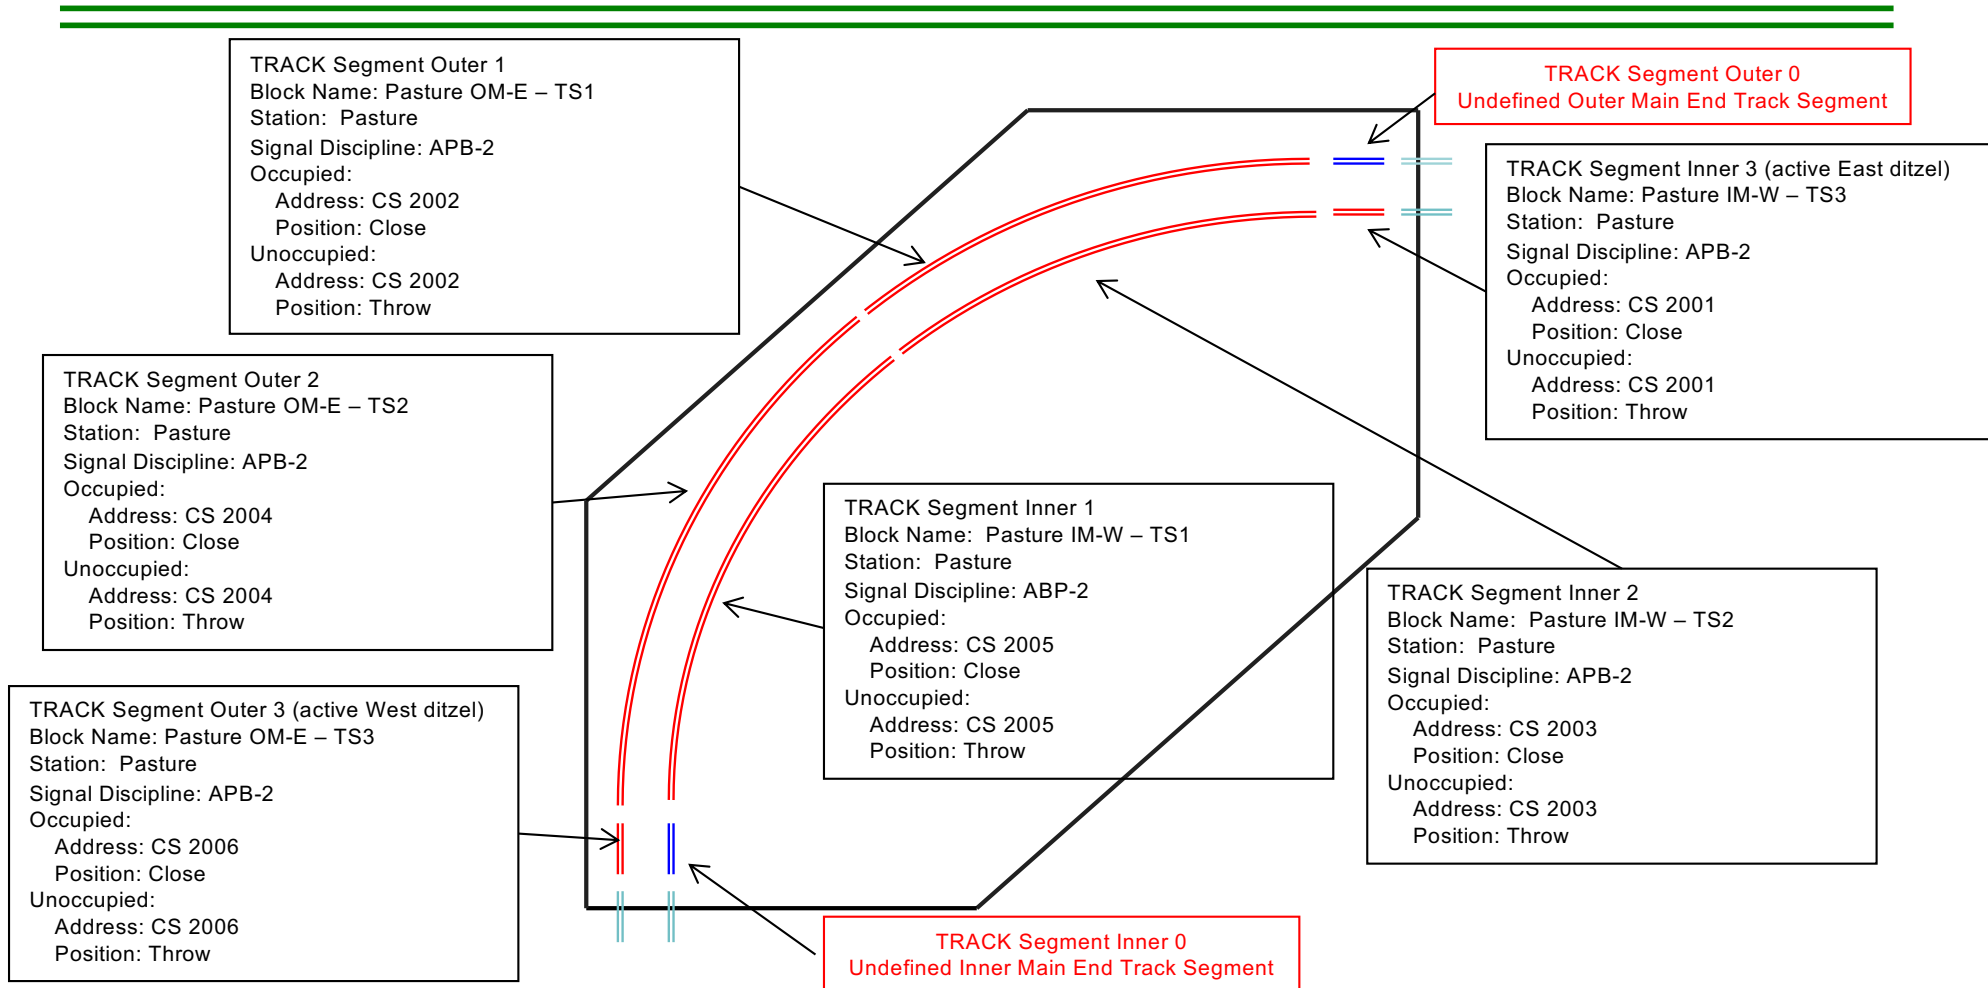 TRACK Segment Outer 1
Block Name: Pasture OM-E – TS1
Station:  Pasture
Signal Discipline: APB-2
Occupied:
Address: CS 2002
Position: Close
Unoccupied:
Address: CS 2002
Position: Throw
TRACK Segment Outer 0
Undefined Outer Main End Track Segment
TRACK Segment Inner 3 (active East ditzel)
Block Name: Pasture IM-W – TS3
Station:  Pasture
Signal Discipline: APB-2
Occupied:
Address: CS 2001
Position: Close
Unoccupied:
Address: CS 2001
Position: Throw
TRACK Segment Outer 2
Block Name: Pasture OM-E – TS2
Station:  Pasture
Signal Discipline: APB-2
Occupied:
Address: CS 2004
Position: Close
Unoccupied:
Address: CS 2004
Position: Throw
TRACK Segment Inner 1
Block Name:  Pasture IM-W – TS1
Station: Pasture
Signal Discipline: ABP-2
Occupied:
Address: CS 2005
Position: Close
Unoccupied:
Address: CS 2005
Position: Throw
TRACK Segment Inner 2
Block Name: Pasture IM-W – TS2
Station:  Pasture
Signal Discipline: APB-2
Occupied:
Address: CS 2003
Position: Close
Unoccupied:
Address: CS 2003
Position: Throw
TRACK Segment Outer 3 (active West ditzel)
Block Name: Pasture OM-E – TS3
Station:  Pasture
Signal Discipline: APB-2
Occupied:
Address: CS 2006
Position: Close
Unoccupied:
Address: CS 2006
Position: Throw
TRACK Segment Inner 0
Undefined Inner Main End Track Segment